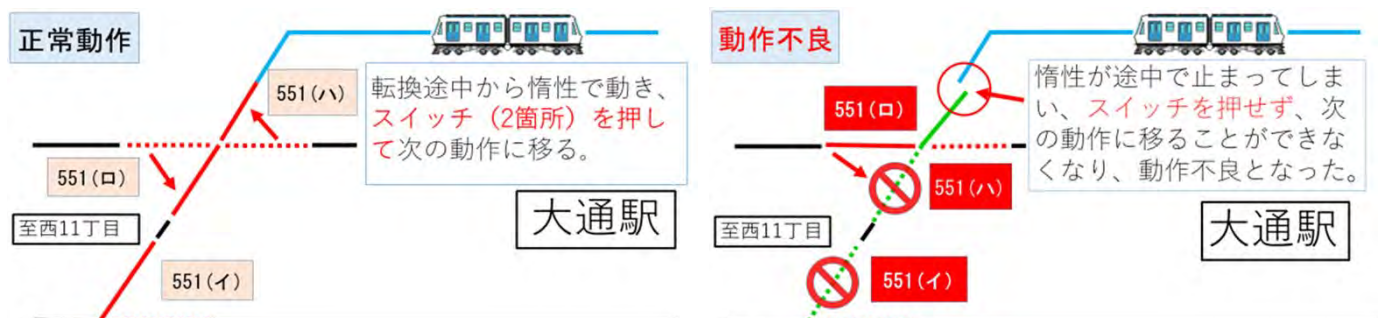 正常動作
551(ハ)
転換途中から惰性で動き、
スイッチ（2箇所）を押し
て次の動作に移る。
551(ロ)
至西11丁目
大通駅
551(イ)
動作不良
551(ロ)
惰性が途中で止まってしま
い、スイッチを押せず、次
の動作に移ることができな
くなり、動作不良となった。
551(ハ)
至西11丁目
大通駅
551(イ)